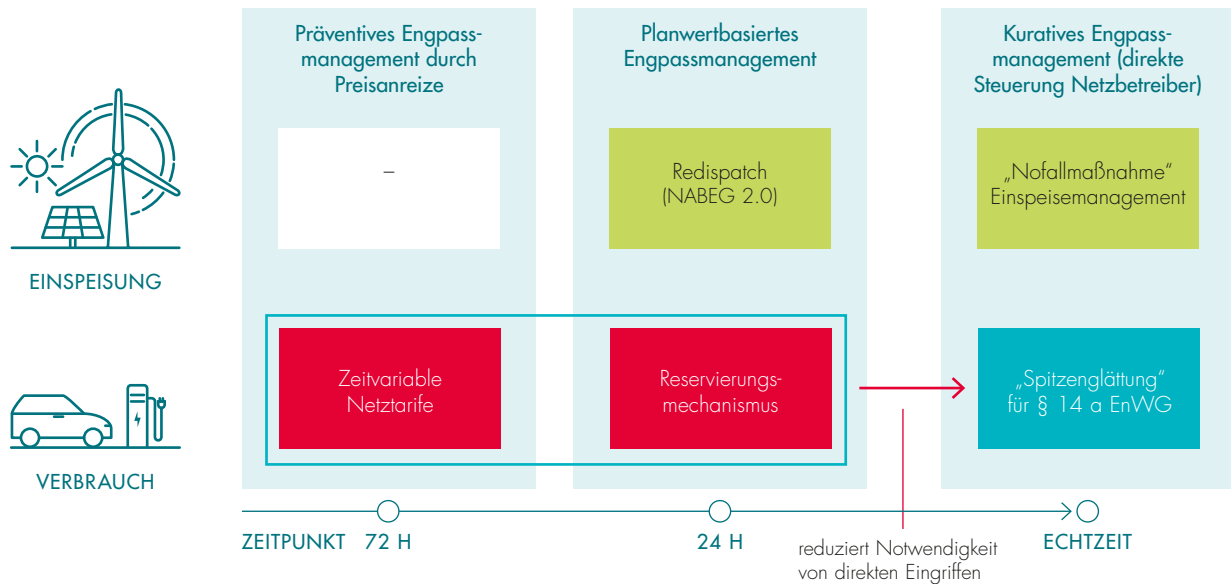 Präventives Engpass-
management durch
Preisanreize
Planwertbasiertes
Engpassmanagement
Kuratives Engpass-
management (direkte
Steuerung Netzbetreiber)
EINSPEISUNG
–
Redispatch
(NABEG 2.0)
„Nofallmaßnahme“
Einspeisemanagement
VERBRAUCH
Zeitvariable
Netztarife
Reservierungs-
mechanismus
„Spitzenglättung“
für § 14 a EnWG
ZEITPUNKT 72 H
24 H
ECHTZEIT
reduziert Notwendigkeit
von direkten Eingriffen